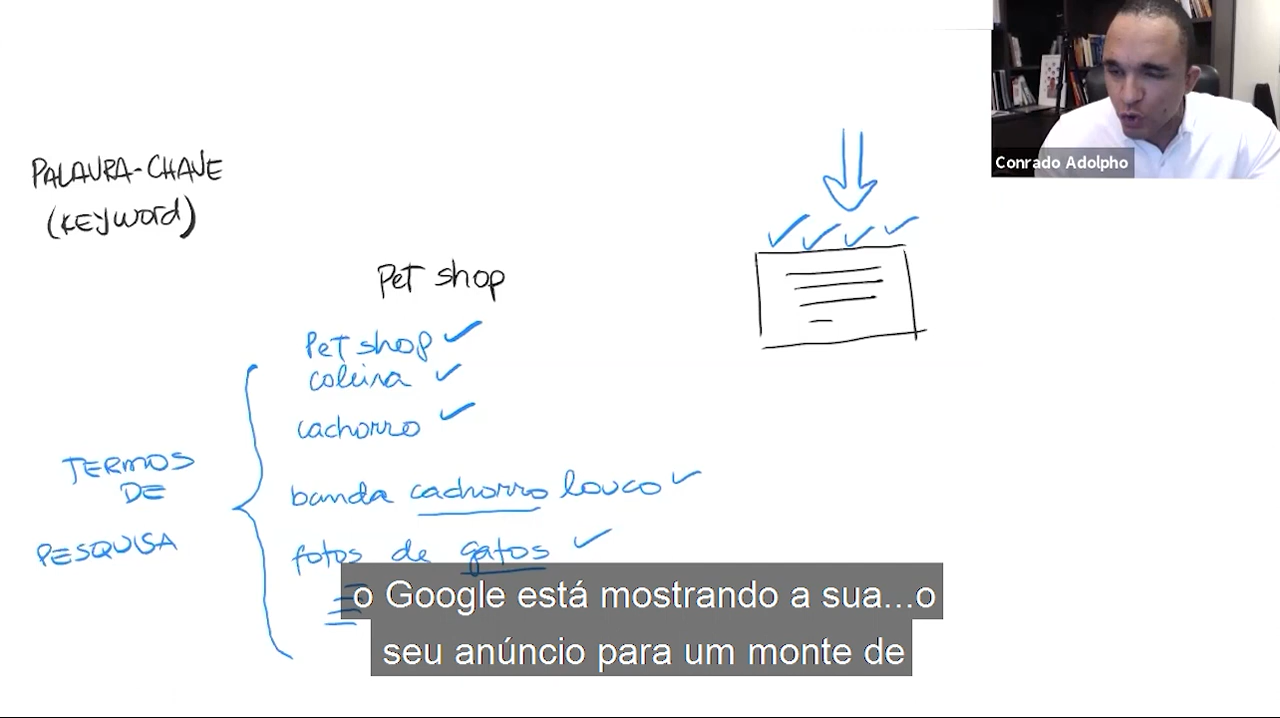 Conrado Adolpho
PALAVRA-CHAVE
(KEYWORD)
Pet shop
Pet shop
coleira
cachorro
banda cachorro louco
fotos de gatos
TERMOS
DE
PESQUISA
o Google está mostrando a sua...o
seu anúncio para um monte de